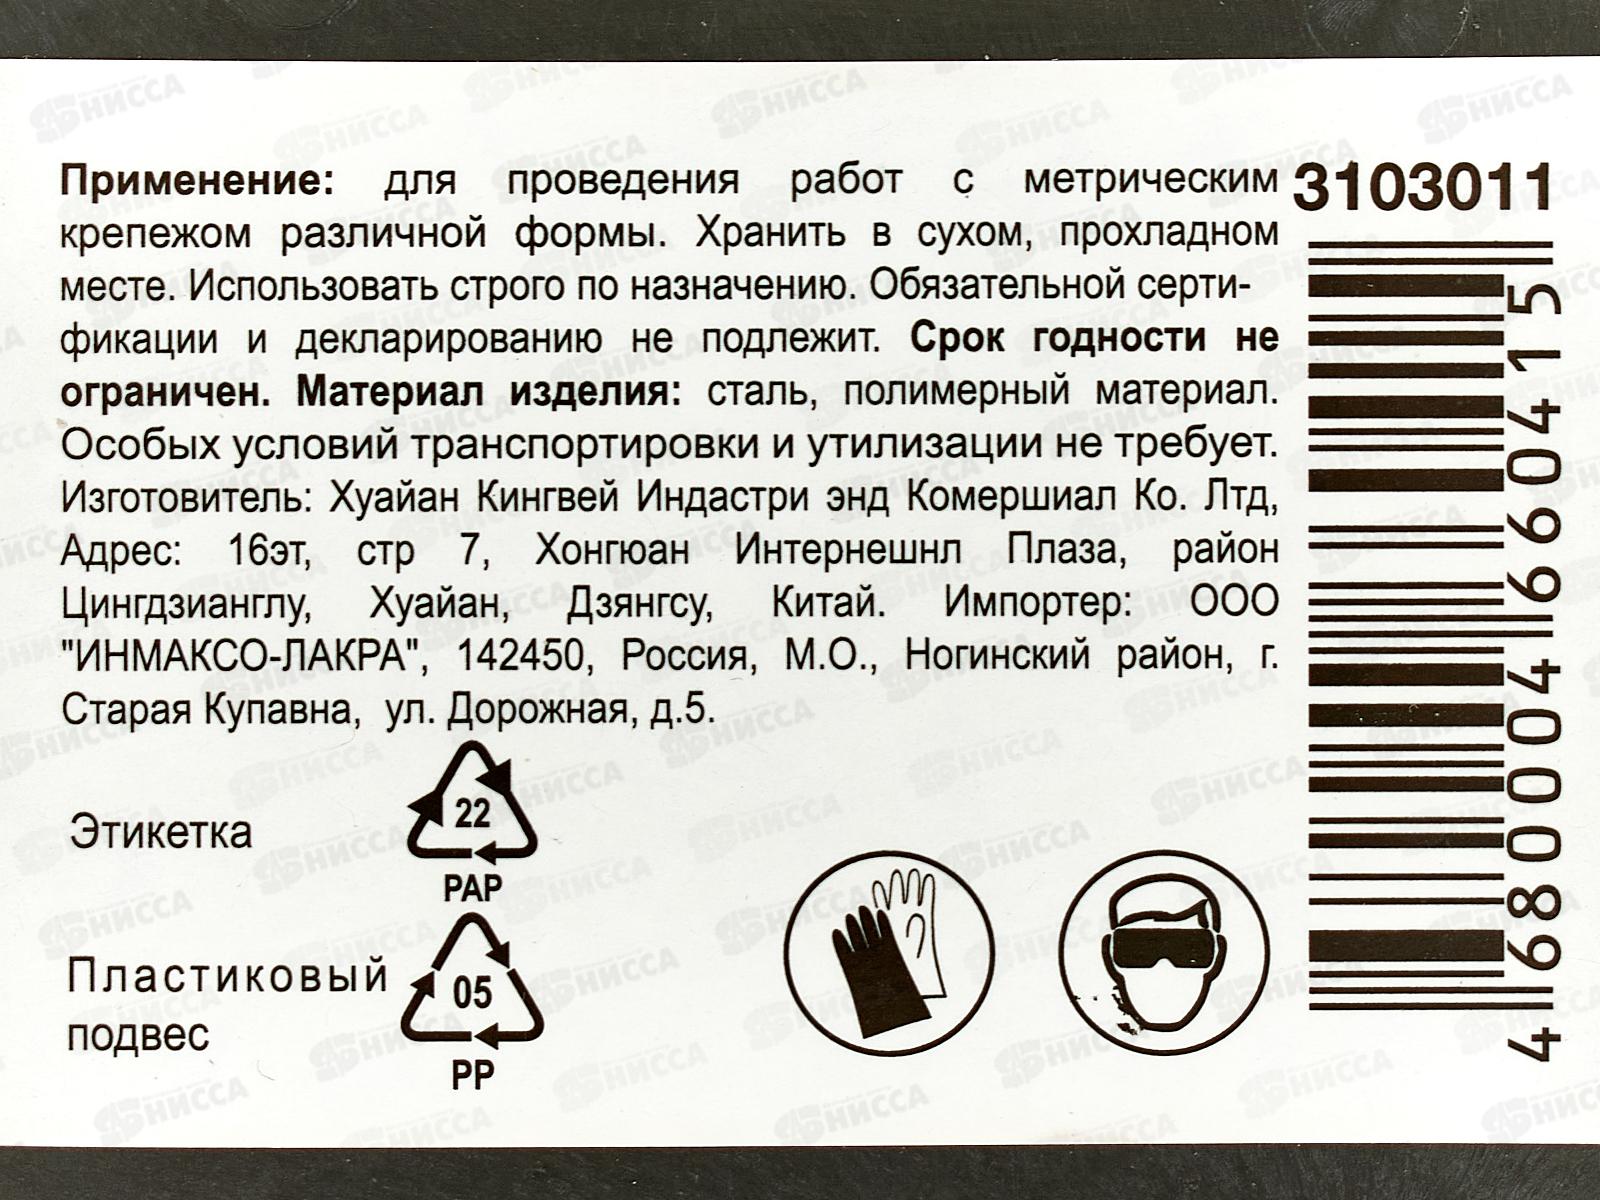 Применение: для проведения работ с метрическим
крепежом различной формы. Хранить в сухом, прохладном
месте. Использовать строго по назначению. Обязательной серти-
фикации и декларированию не подлежит. Срок годности не
ограничен. Материал изделия: сталь, полимерный материал.
Особых условий транспортировки и утилизации не требует.
Изготовитель: Хуайан Кингвей Индастри энд Комершиал Ко. Лтд,
Адрес: 16эт, стр 7, Хонгюан Интернешнл Плаза, район
Цингдзианглу, Хуайан, Дзянгсу, Китай. Импортер: ООО
"ИНМАКСО-ЛАКРА", 142450, Россия, М.О., Ногинский район, г.
Старая Купавна, ул. Дорожная, д.5.
3103011
468004660415
Этикетка
22
PAP
Пластиковый
подвес
05
PP
НИССА